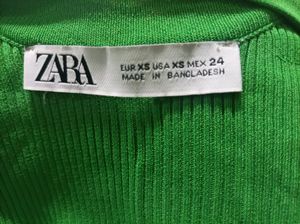 ZARA
EUR XS USA XS MEX 24
MADE IN BANGLADESH